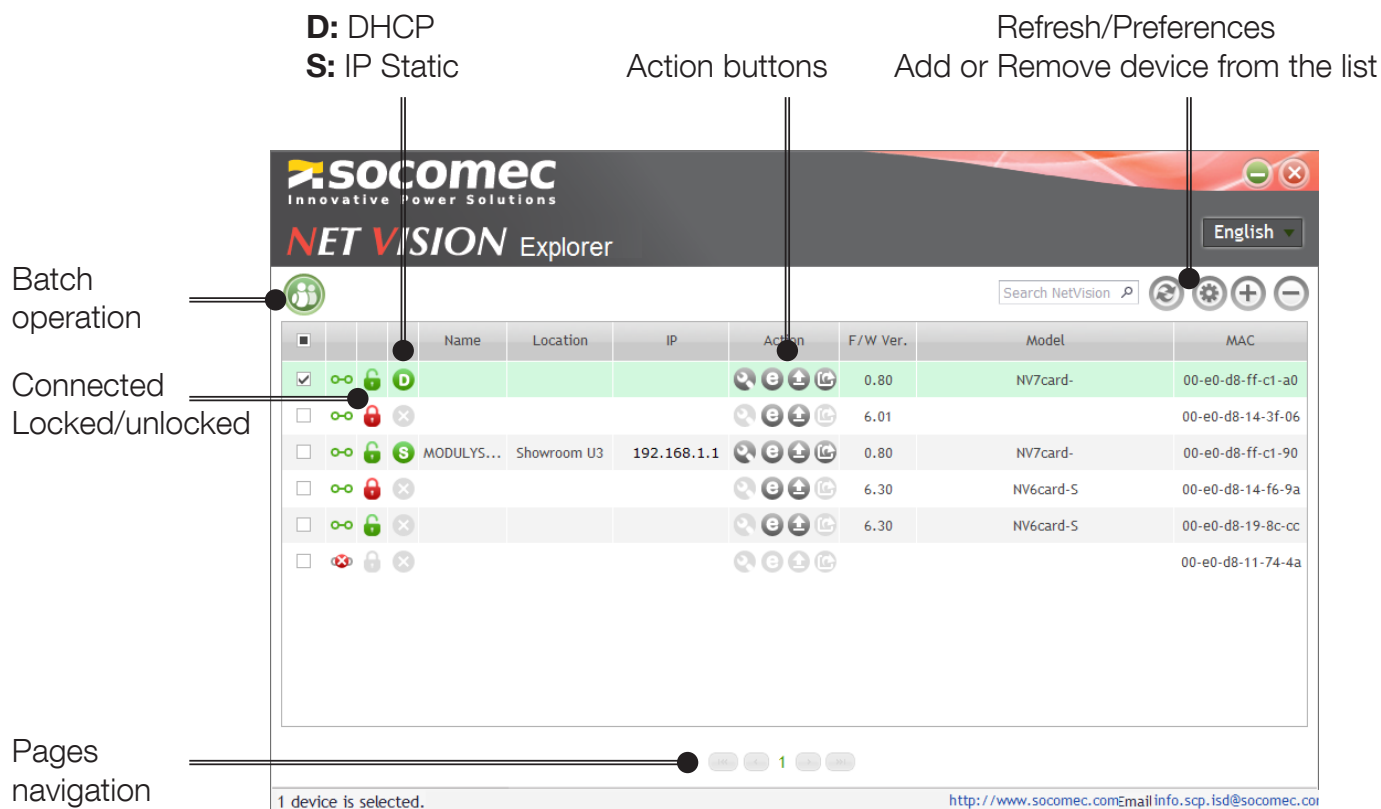 D: DHCP
S: IP Static
Action buttons
Refresh/Preferences
Add or Remove device from the list
socomec
Innovative Power Solutions
NET VISION Explorer
English
Batch
operation
Search NetVision
Name Location IP Action F/W Ver. Model MAC
Connected
Locked/unlocked
D e 0.80 NV7card- 00-e0-d8-ff-c1-a0
e 6.01 00-e0-d8-14-3f-06
S MODULYS... Showroom U3 192.168.1.1 e 0.80 NV7card- 00-e0-d8-ff-c1-90
e 6.30 NV6card-S 00-e0-d8-14-f6-9a
e 6.30 NV6card-S 00-e0-d8-19-8c-cc
e 00-e0-d8-11-74-4a
Pages
navigation
1
1 device is selected.
http://www.socomec.com Email info.scp.isd@socomec.co